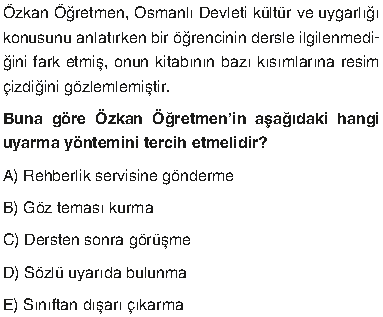 Özkan Öğretmen, Osmanlı Devleti kültür ve uygarlığı
konusunu anlatırken bir öğrencinin dersle ilgilenmedi-
ğini fark etmiş, onun kitabının bazı kısımlarına resim
çizdiğini gözlemlemiştir.
Buna göre Özkan Öğretmen'in aşağıdaki hangi
uyarma yöntemini tercih etmelidir?
A) Rehberlik servisine gönderme
B) Göz teması kurma
C) Dersten sonra görüşme
D) Sözlü uyarıda bulunma
E) Sınıftan dışarı çıkarma